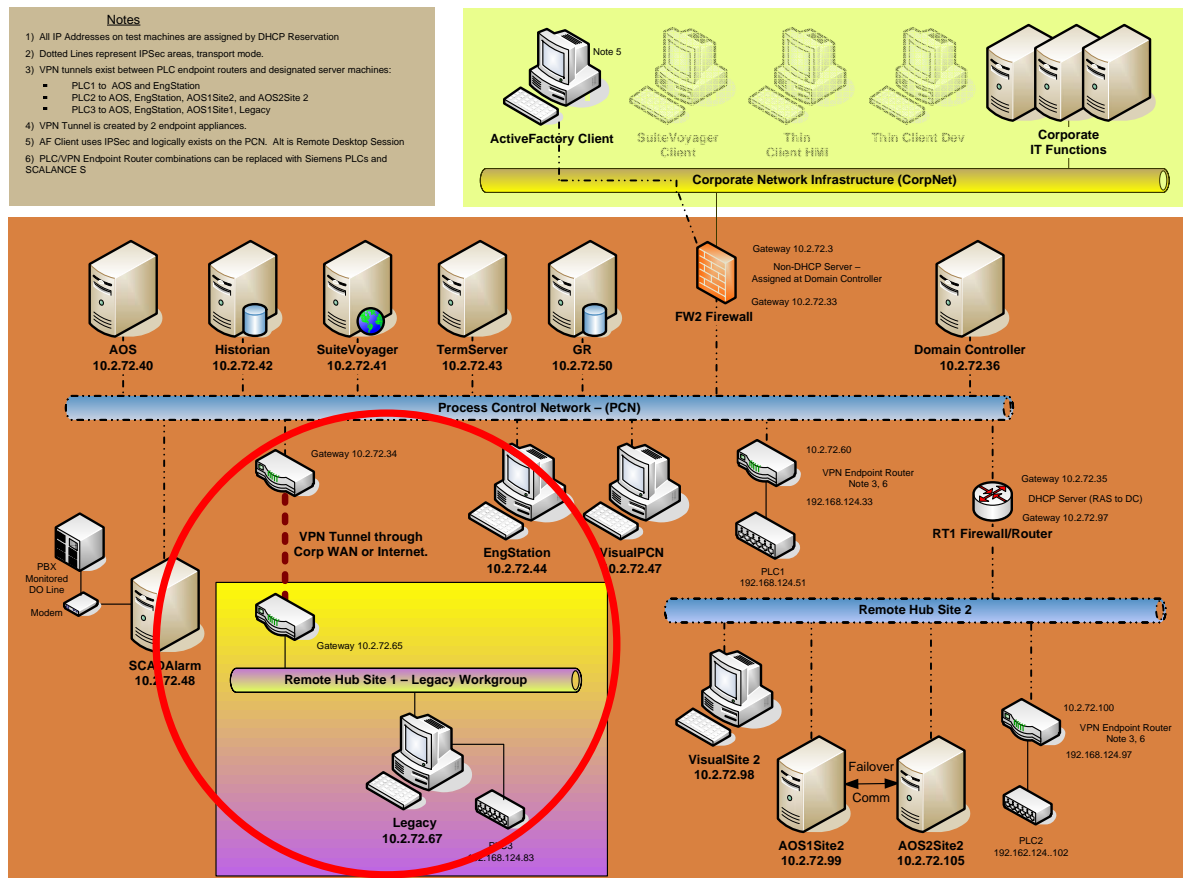 Notes
1) All IP Addresses on test machines are assigned by DHCP Reservation
2) Dotted Lines represent IPSec areas, transport mode.
3) VPN tunnels exist between PLC endpoint routers and designated server machines:
▪ PLC1 to AOS and EngStation
▪ PLC2 to AOS, EngStation, AOS1Site2, and AOS2Site 2
▪ PLC3 to AOS, EngStation, AOS1Site1, Legacy
4) VPN Tunnel is created by 2 endpoint appliances.
5) AF Client uses IPSec and logically exists on the PCN. Alt is Remote Desktop Session
6) PLC/VPN Endpoint Router combinations can be replaced with Siemens PLCs and
SCALANCE S
Note 5
ActiveFactory Client
SuiteVoyager
Client
Thin
Client HMI
Thin Client Dev
Corporate
IT Functions
Corporate Network Infrastructure (CorpNet)
Gateway 10.2.72.3
Non-DHCP Server –
Assigned at Domain Controller
Gateway 10.2.72.33
FW2 Firewall
AOS
10.2.72.40
Historian
10.2.72.42
SuiteVoyager
10.2.72.41
TermServer
10.2.72.43
GR
10.2.72.50
Domain Controller
10.2.72.36
Process Control Network – (PCN)
Gateway 10.2.72.34
VPN Tunnel through
Corp WAN or Internet.
EngStation
10.2.72.44
VisualPCN
10.2.72.47
10.2.72.60
VPN Endpoint Router
Note 3, 6
192.168.124.33
PLC1
192.168.124.51
Gateway 10.2.72.35
DHCP Server (RAS to DC)
Gateway 10.2.72.97
RT1 Firewall/Router
PBX
Monitored
DO Line
Modem
SCADAlarm
10.2.72.48
Gateway 10.2.72.65
Remote Hub Site 1 – Legacy Workgroup
Legacy
10.2.72.67
PLC3
192.168.124.83
Remote Hub Site 2
VisualSite 2
10.2.72.98
Failover
Comm
AOS1Site2
10.2.72.99
AOS2Site2
10.2.72.105
10.2.72.100
VPN Endpoint Router
Note 3, 6
192.168.124.97
PLC2
192.162.124..102